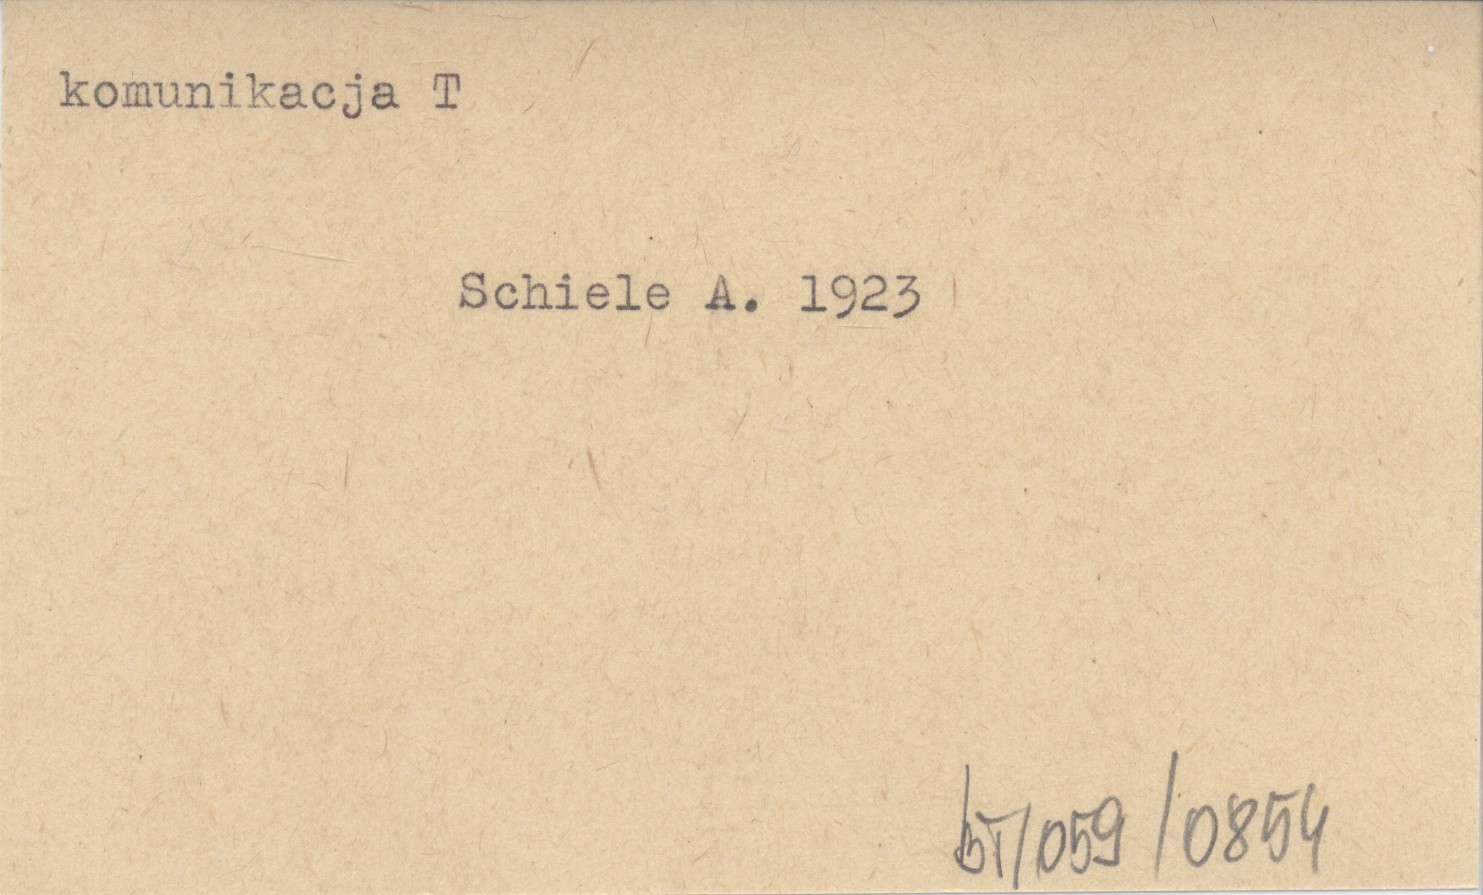 komunikacja T
Schiele A. 1923
BT/059/0854